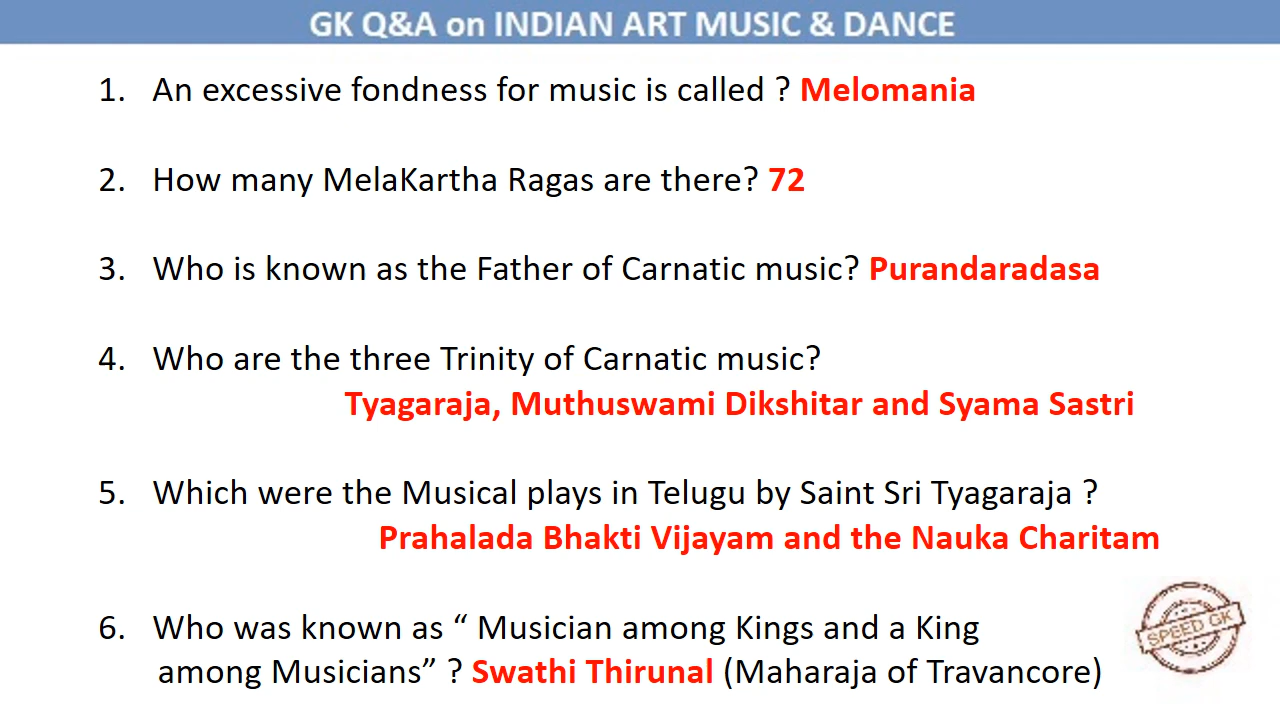 GK Q&A on INDIAN ART MUSIC & DANCE
1. An excessive fondness for music is called ? Melomania
2. How many MelaKartha Ragas are there? 72
3. Who is known as the Father of Carnatic music? Purandaradasa
4. Who are the three Trinity of Carnatic music?
Tyagaraja, Muthuswami Dikshitar and Syama Sastri
5. Which were the Musical plays in Telugu by Saint Sri Tyagaraja ?
Prahalada Bhakti Vijayam and the Nauka Charitam
6. Who was known as “ Musician among Kings and a King
among Musicians” ? Swathi Thirunal (Maharaja of Travancore)
SPEED GK